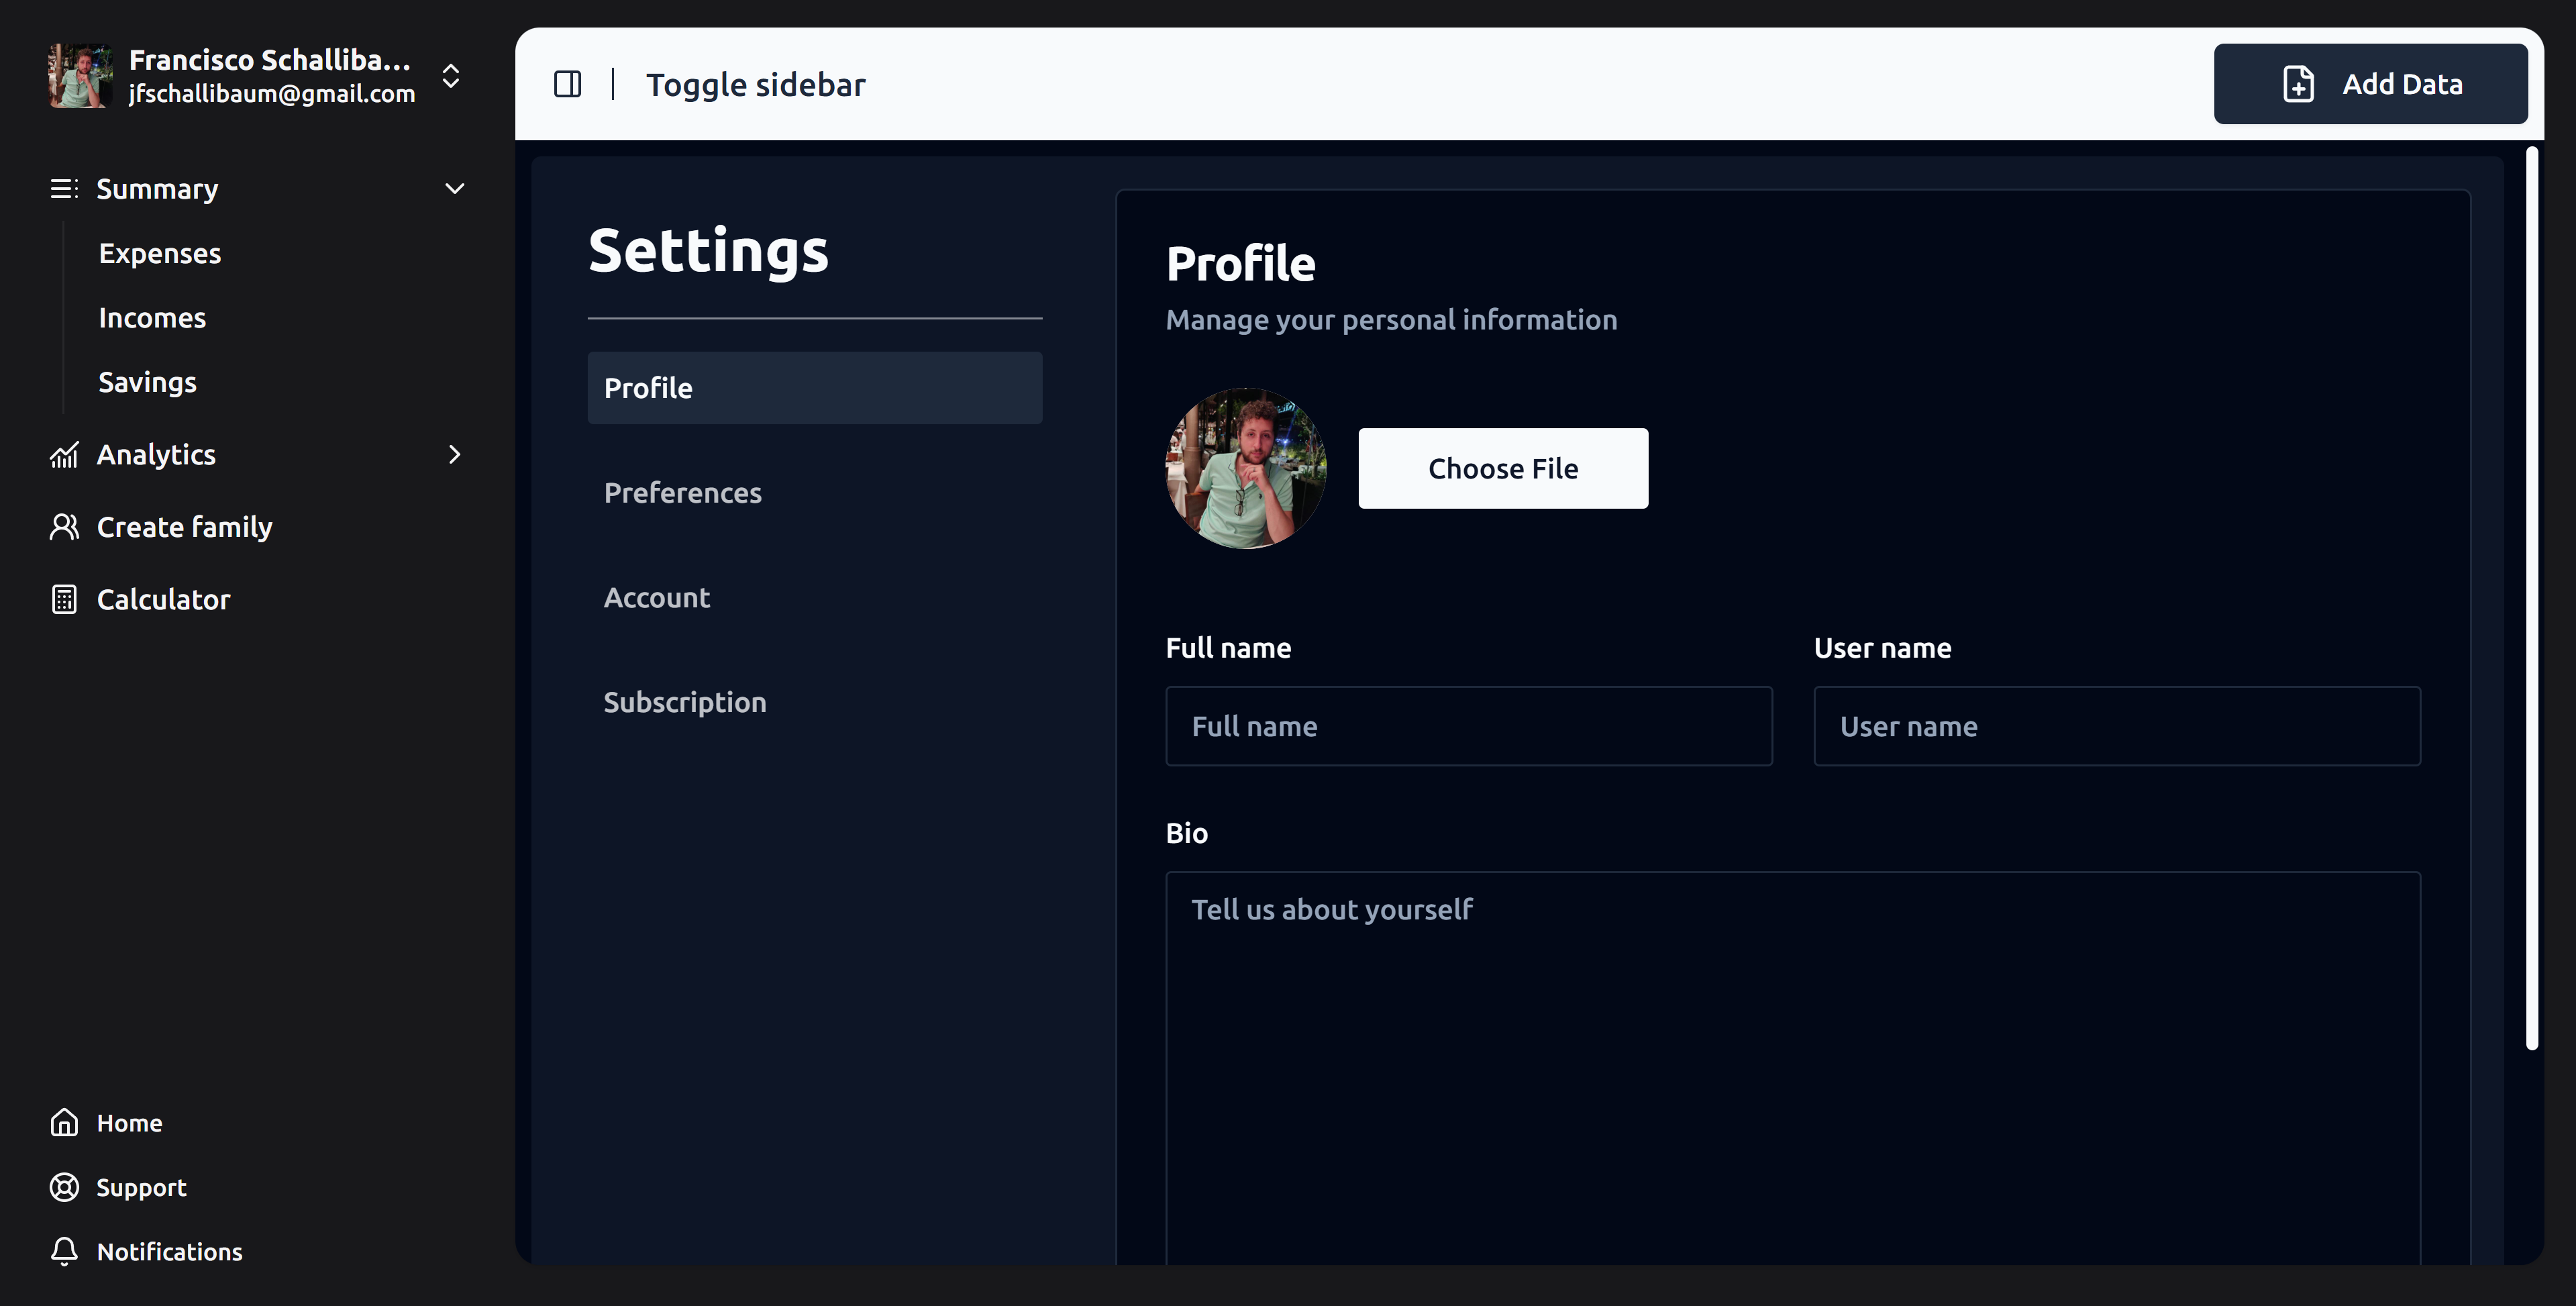 Francisco Schalliba...
jfschallibaum@gmail.com
Summary
Expenses
Incomes
Savings
Analytics
Create family
Calculator
Home
Support
Notifications
Toggle sidebar
Add Data
Settings
Profile
Preferences
Account
Subscription
Profile
Manage your personal information
Choose File
Full name
User name
Full name
User name
Bio
Tell us about yourself